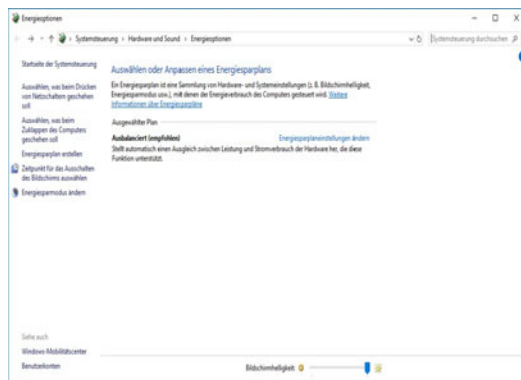 Energieoptionen
Systemsteuerung › Hardware und Sound › Energieoptionen
Systemsteuerung durchsuchen
Startseite der Systemsteuerung
Auswählen, was beim Drücken
von Netzschaltern geschehen
soll
Auswählen, was beim
Zuklappen des Computers
geschehen soll
Energiesparplan erstellen
Zeitpunkt für das Ausschalten
des Bildschirms auswählen
Energiesparmodus ändern
Auswählen oder Anpassen eines Energiesparplans
Ein Energiesparplan ist eine Sammlung von Hardware- und Systemeinstellungen (z. B. Bildschirmhelligkeit,
Energiesparmodus usw.), mit denen der Energieverbrauch des Computers gesteuert wird. Weitere
Informationen über Energiesparpläne
Ausgewählter Plan
Ausbalanciert (empfohlen) Energiesparplaneinstellungen ändern
Stellt automatisch einen Ausgleich zwischen Leistung und Stromverbrauch der Hardware her, die diese
Funktion unterstützt.
Siehe auch
Windows-Mobilitätscenter
Benutzerkonten
Bildschirmhelligkeit: